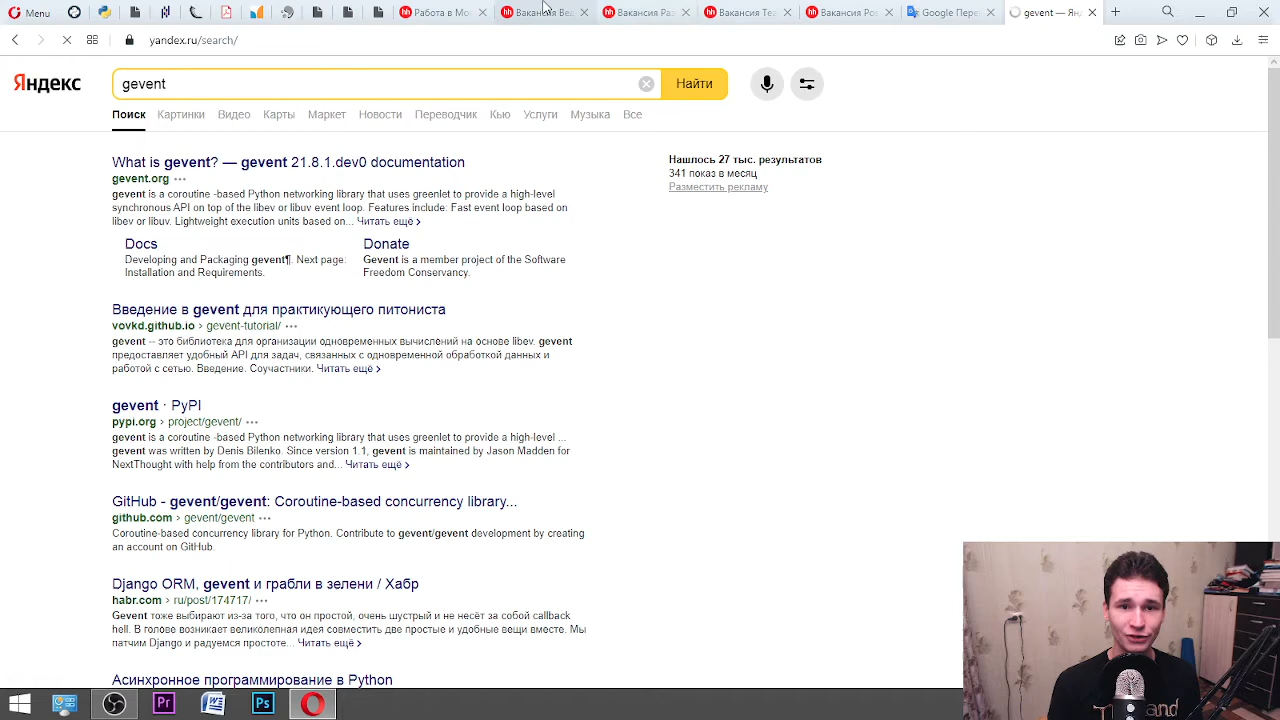 Menu
Работа в Мо
Вакансия Вед
Вакансия Раз
Вакансия Tea
Вакансия Рос
Google Пере
gevent — Ян
yandex.ru/search/
Яндекс
gevent
Найти
Поиск Картинки Видео Карты Маркет Новости Переводчик Кью Услуги Музыка Все
What is gevent? — gevent 21.8.1.dev0 documentation
gevent.org
gevent is a coroutine -based Python networking library that uses greenlet to provide a high-level
synchronous API on top of the libev or libuv event loop. Features include: Fast event loop based on
libev or libuv. Lightweight execution units based on... Читать ещё >
Docs
Developing and Packaging gevent¶. Next page:
Installation and Requirements.
Donate
Gevent is a member project of the Software
Freedom Conservancy.
Введение в gevent для практикующего питониста
vovkd.github.io › gevent-tutorial/
gevent -- это библиотека для организации одновременных вычислений на основе libev. gevent
предоставляет удобный API для задач, связанных с одновременной обработкой данных и
работой с сетью. Введение. Соучастники. Читать ещё >
gevent · PyPI
pypi.org › project/gevent/
gevent is a coroutine -based Python networking library that uses greenlet to provide a high-level ...
gevent was written by Denis Bilenko. Since version 1.1, gevent is maintained by Jason Madden for
NextThought with help from the contributors and... Читать ещё >
GitHub - gevent/gevent: Coroutine-based concurrency library...
github.com › gevent/gevent
Coroutine-based concurrency library for Python. Contribute to gevent/gevent development by creating
an account on GitHub.
Django ORM, gevent и грабли в зелени / Хабр
habr.com › ru/post/174717/
Gevent тоже выбирают из-за того, что он простой, очень шустрый и не несёт за собой callback
hell. В голове возникает великолепная идея совместить две простые и удобные вещи вместе. Мы
патчим Django и радуемся простоте... Читать ещё >
Асинхронное программирование в Python
Нашлось 27 тыс. результатов
341 показ в месяц
Разместить рекламу